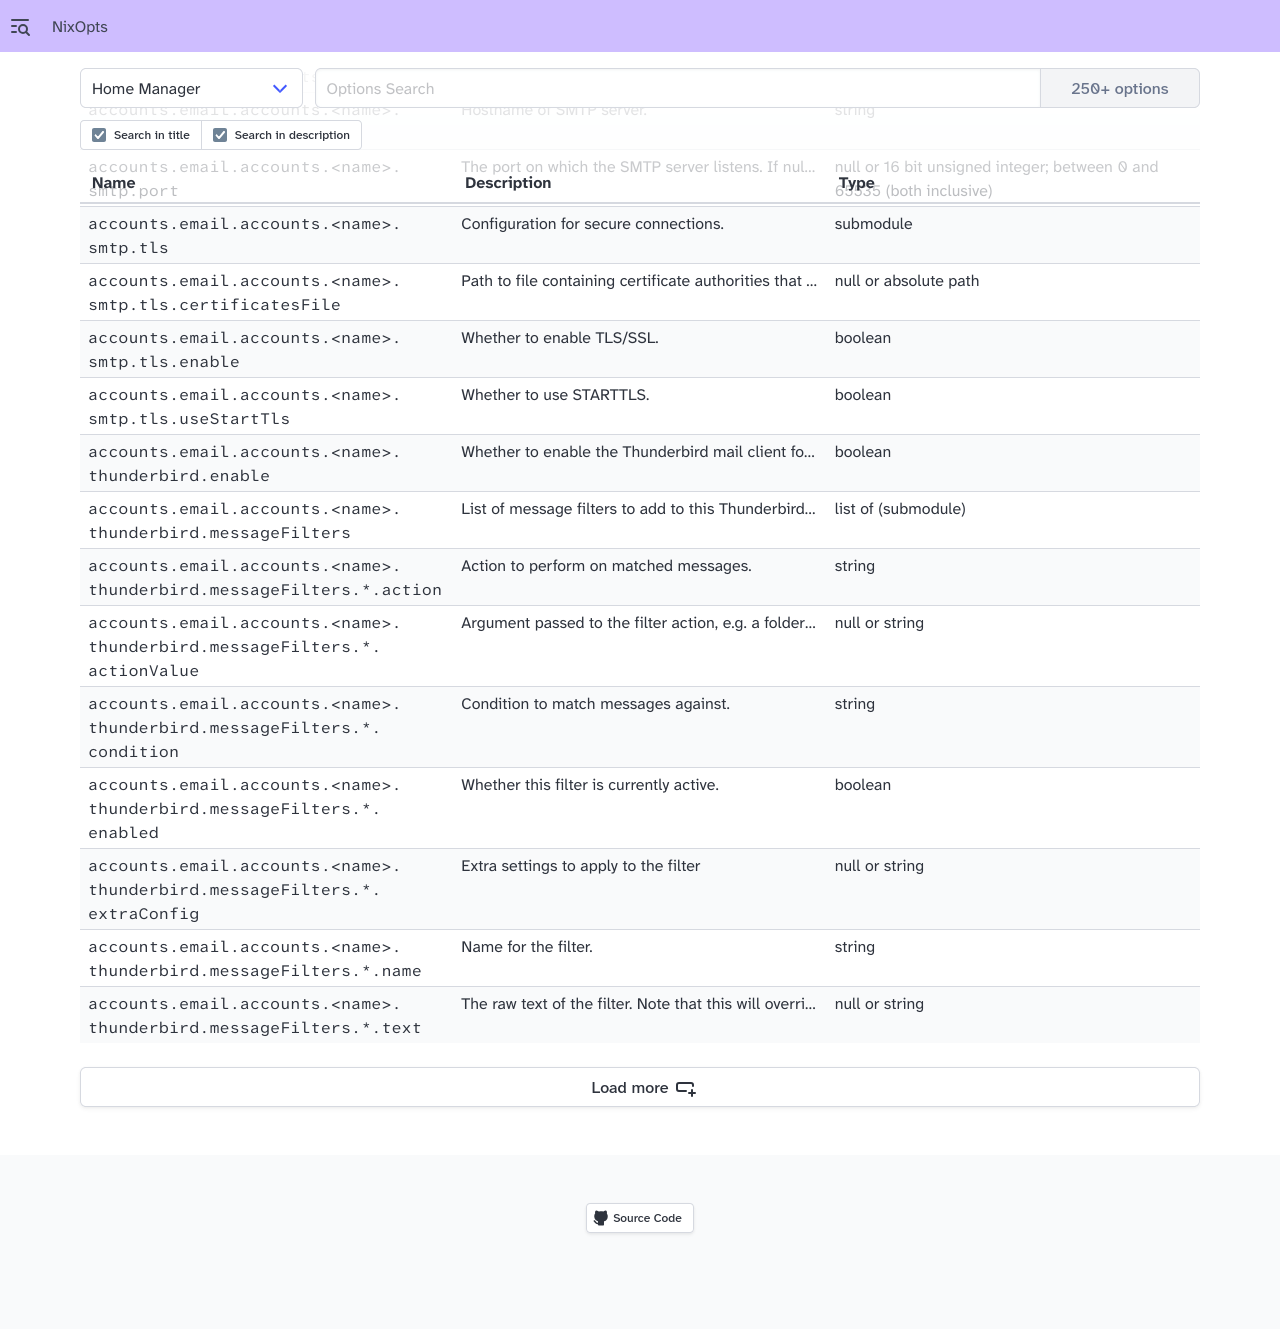 NixOpts
Home Manager
Options Search
250+ options
accounts.email.accounts.<name>.
Hostname of SMTP server.
string
Search in title
Search in description
accounts.email.accounts.<name>.
smtp.port
The port on which the SMTP server listens. If nul...
null or 16 bit unsigned integer; between 0 and
65535 (both inclusive)
Name
Description
Type
accounts.email.accounts.<name>.
smtp.tls
Configuration for secure connections.
submodule
accounts.email.accounts.<name>.
smtp.tls.certificatesFile
Path to file containing certificate authorities that ...
null or absolute path
accounts.email.accounts.<name>.
smtp.tls.enable
Whether to enable TLS/SSL.
boolean
accounts.email.accounts.<name>.
smtp.tls.useStartTls
Whether to use STARTTLS.
boolean
accounts.email.accounts.<name>.
thunderbird.enable
Whether to enable the Thunderbird mail client fo...
boolean
accounts.email.accounts.<name>.
thunderbird.messageFilters
List of message filters to add to this Thunderbird...
list of (submodule)
accounts.email.accounts.<name>.
thunderbird.messageFilters.*.action
Action to perform on matched messages.
string
accounts.email.accounts.<name>.
thunderbird.messageFilters.*.
actionValue
Argument passed to the filter action, e.g. a folder...
null or string
accounts.email.accounts.<name>.
thunderbird.messageFilters.*.
condition
Condition to match messages against.
string
accounts.email.accounts.<name>.
thunderbird.messageFilters.*.
enabled
Whether this filter is currently active.
boolean
accounts.email.accounts.<name>.
thunderbird.messageFilters.*.
extraConfig
Extra settings to apply to the filter
null or string
accounts.email.accounts.<name>.
thunderbird.messageFilters.*.name
Name for the filter.
string
accounts.email.accounts.<name>.
thunderbird.messageFilters.*.text
The raw text of the filter. Note that this will overri...
null or string
Load more
Source Code